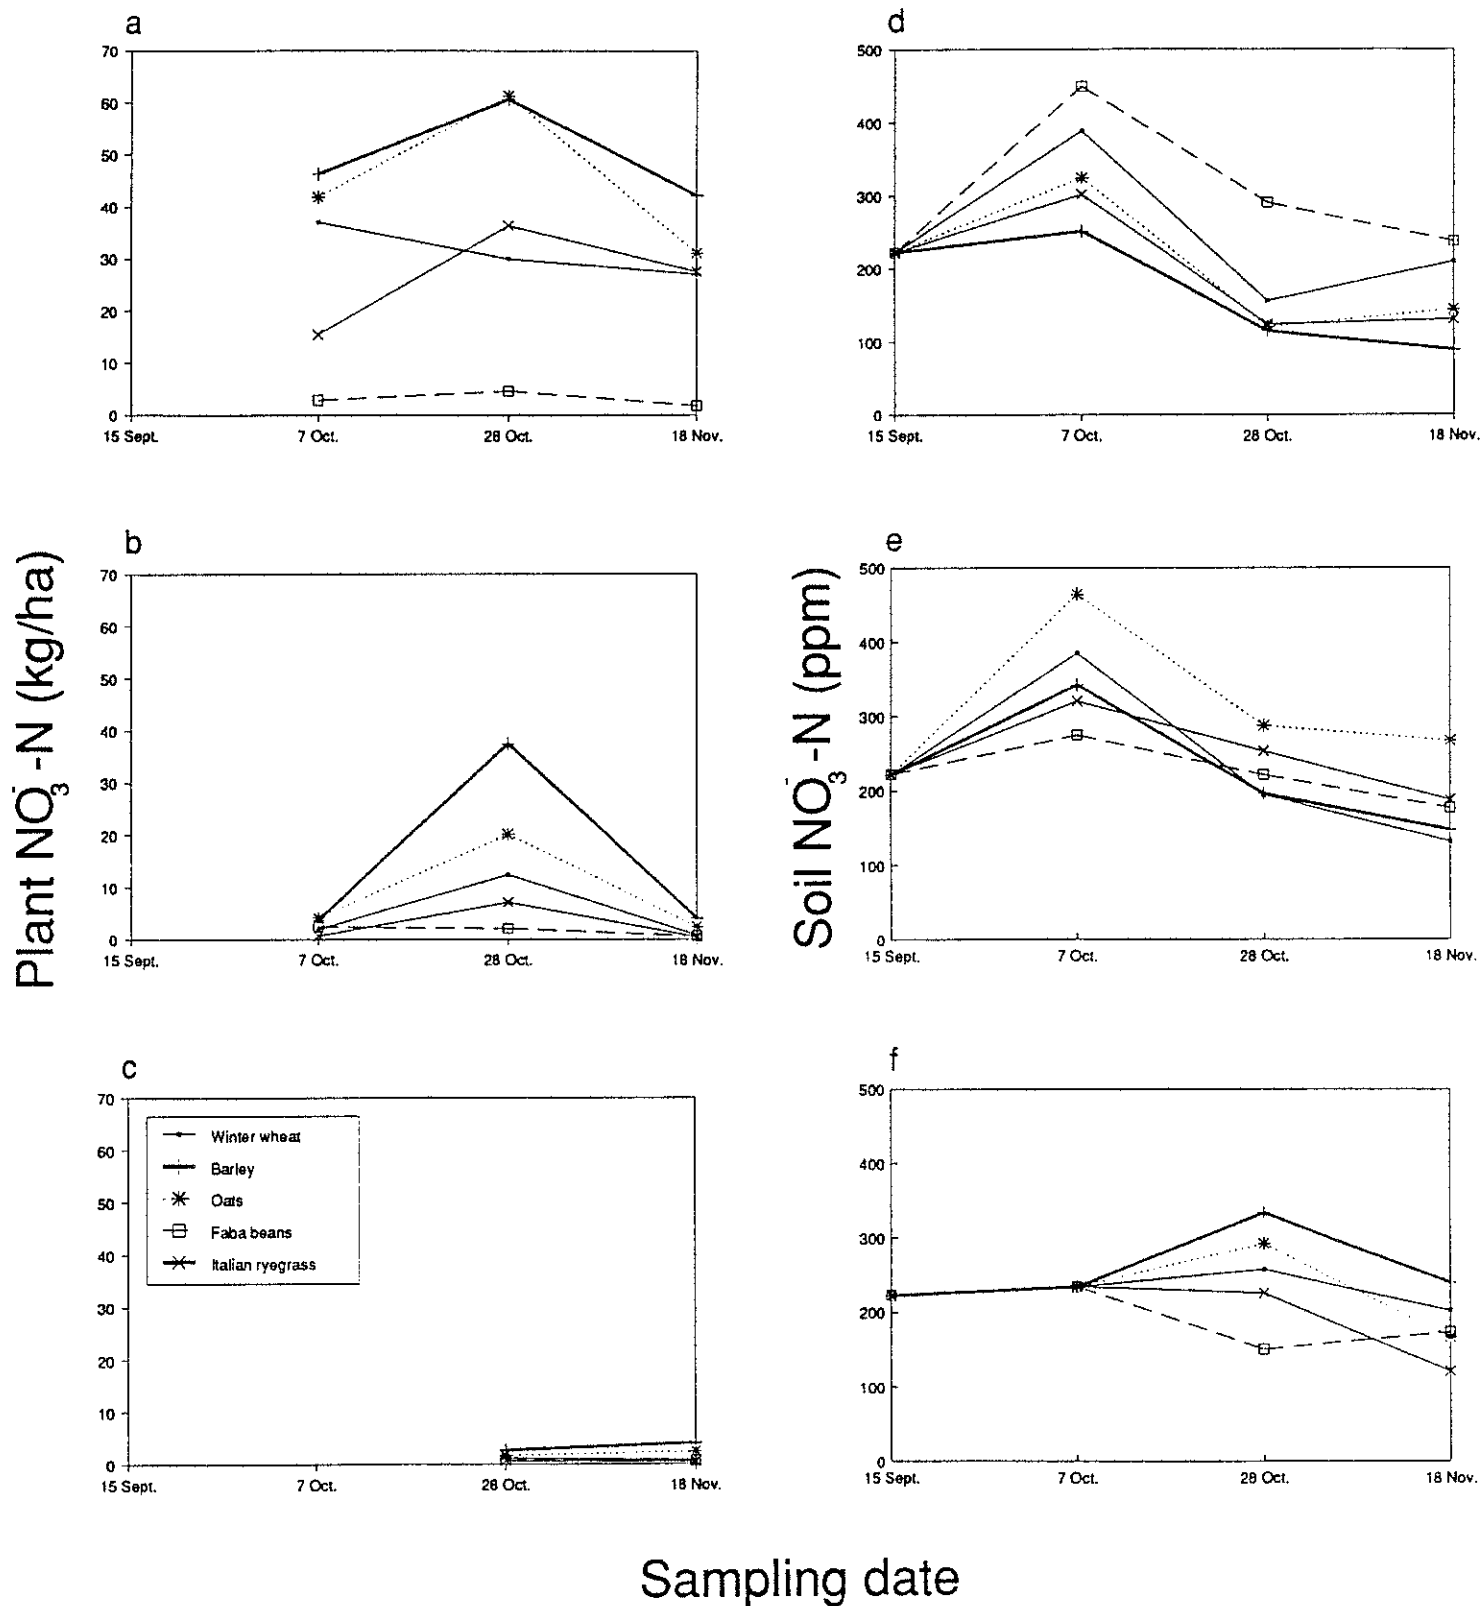 a
70
60
50
40
30
20
10
0
15 Sept. 7 Oct. 28 Oct. 18 Nov.
d
500
400
300
200
100
0
15 Sept. 7 Oct. 28 Oct. 18 Nov.
Plant NO₃⁻-N (kg/ha)
b
70
60
50
40
30
20
10
0
15 Sept. 7 Oct. 28 Oct. 18 Nov.
Soil NO₃⁻-N (ppm)
e
500
400
300
200
100
0
15 Sept. 7 Oct. 28 Oct. 18 Nov.
c
70
60
50
40
30
20
10
0
Winter wheat
Barley
Oats
Faba beans
Italian ryegrass
15 Sept. 7 Oct. 28 Oct. 18 Nov.
f
500
400
300
200
100
0
15 Sept. 7 Oct. 28 Oct. 18 Nov.
Sampling date